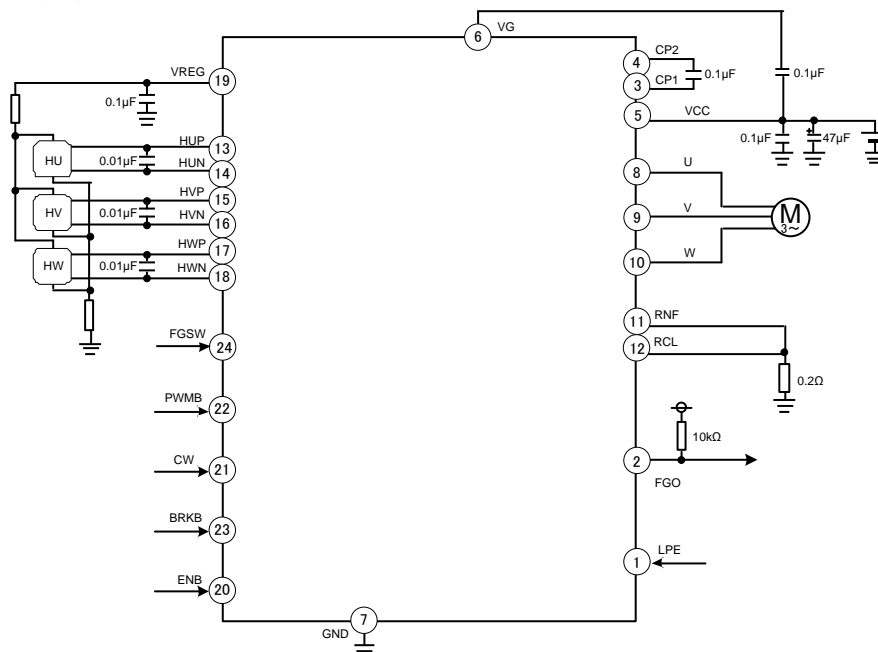 VG
6
VREG
19
0.1µF
CP2
4
CP1
3
0.1µF
0.1µF
VCC
5
0.1µF
47µF
HU
HUP
13
0.01µF
HUN
14
HV
HVP
15
0.01µF
HVN
16
HW
HWP
17
0.01µF
HWN
18
U
8
V
9
M
3~
W
10
RNF
11
RCL
12
0.2Ω
FGSW
24
PWMB
22
CW
21
BRKB
23
ENB
20
10kΩ
2
FGO
LPE
1
7
GND